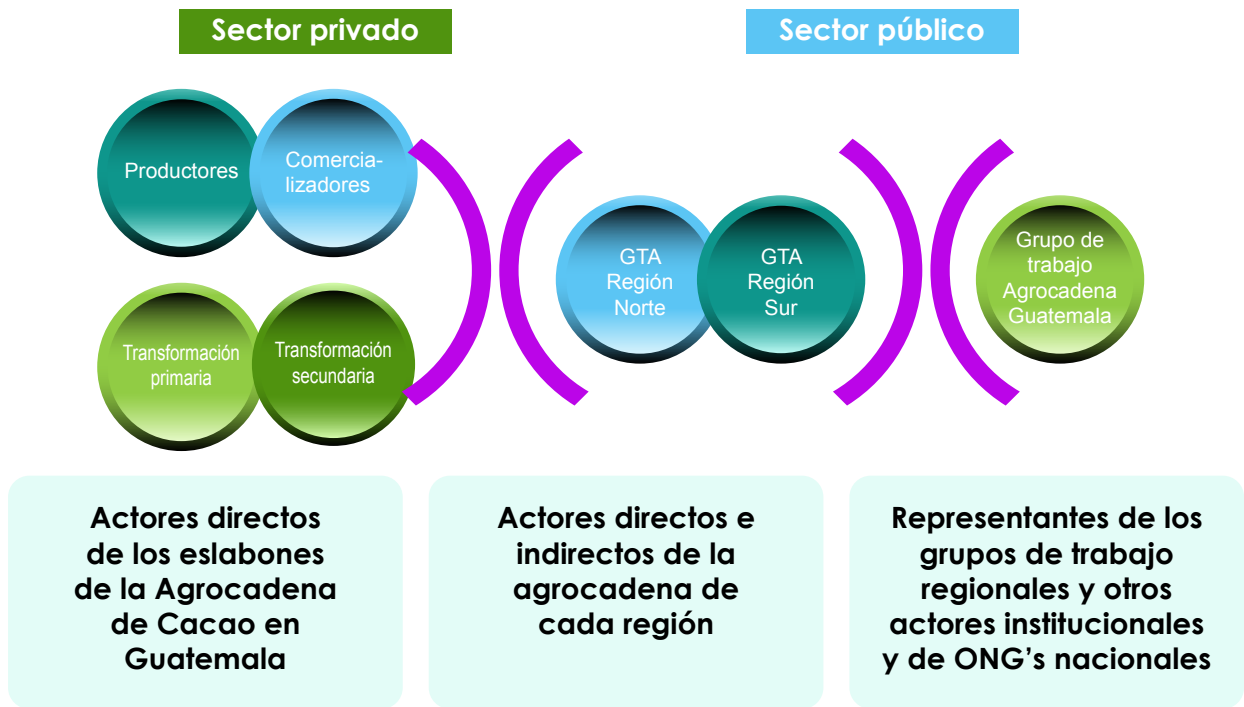 Sector privado
Sector público
Productores
Comercia-
lizadores
GTA
Región
Norte
GTA
Región
Sur
Grupo de
trabajo
Agrocadena
Guatemala
Transformación
primaria
Transformación
secundaria
Actores directos
de los eslabones
de la Agrocadena
de Cacao en
Guatemala
Actores directos e
indirectos de la
agrocadena de
cada región
Representantes de los
grupos de trabajo
regionales y otros
actores institucionales
y de ONG’s nacionales